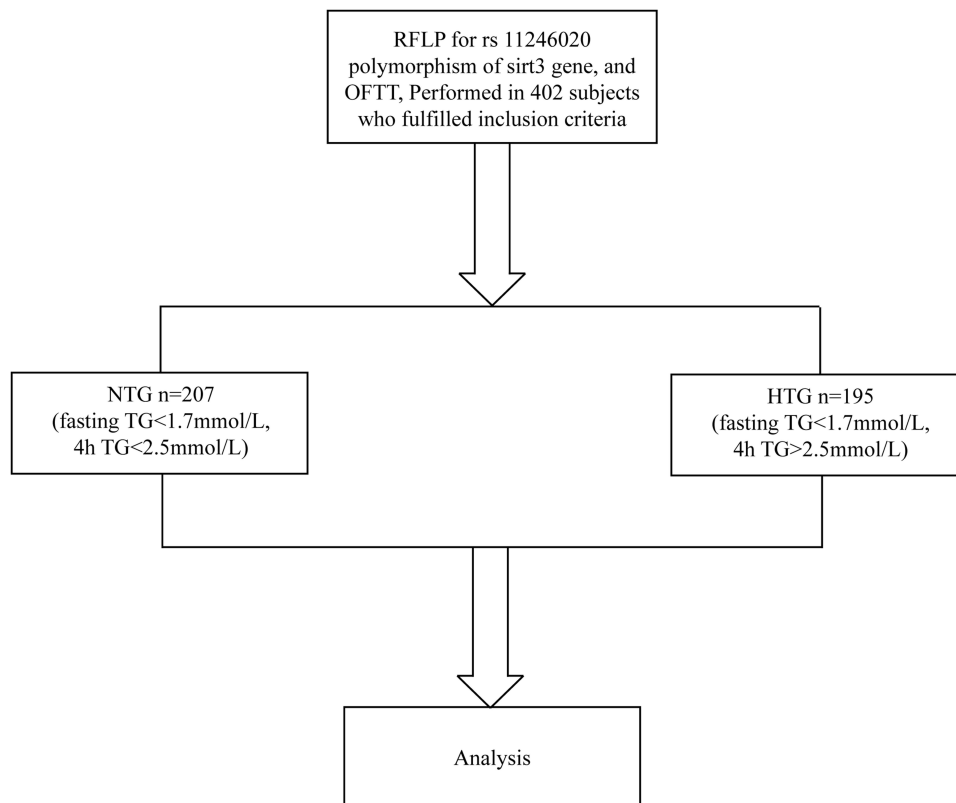 RFLP for rs 11246020
polymorphism of sirt3 gene, and
OFTT, Performed in 402 subjects
who fulfilled inclusion criteria
NTG n=207
(fasting TG<1.7mmol/L,
4h TG<2.5mmol/L)
HTG n=195
(fasting TG<1.7mmol/L,
4h TG>2.5mmol/L)
Analysis